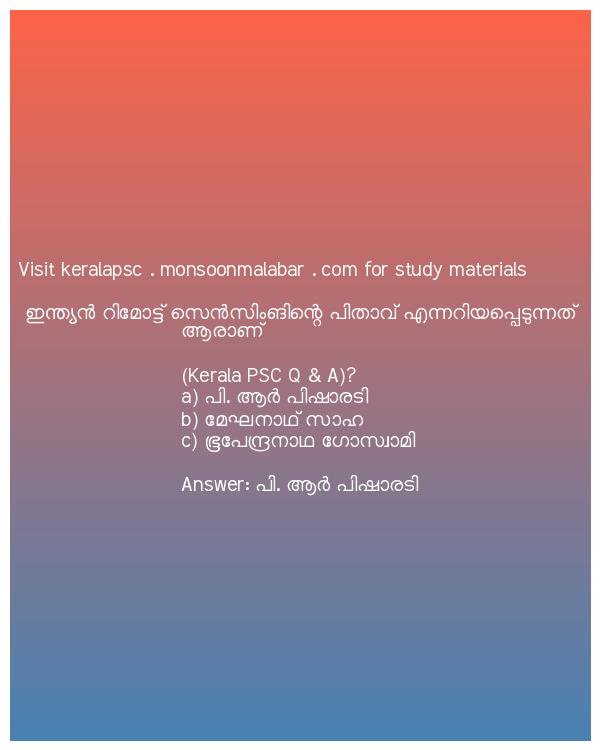 Visit keralapsc . monsoonmalabar . com for study materials
ഇന്ത്യൻ റിമോട്ട് സെൻസിംങിന്റെ പിതാവ് എന്നറിയപ്പെടുന്നത്
ആരാണ്
(Kerala PSC Q & A)?
a) പി. ആർ പിഷാരടി
b) മേഘനാഥ് സാഹ
c) ഭൂപേന്ദ്രനാഥ ഗോസ്വാമി
Answer: പി. ആർ പിഷാരടി